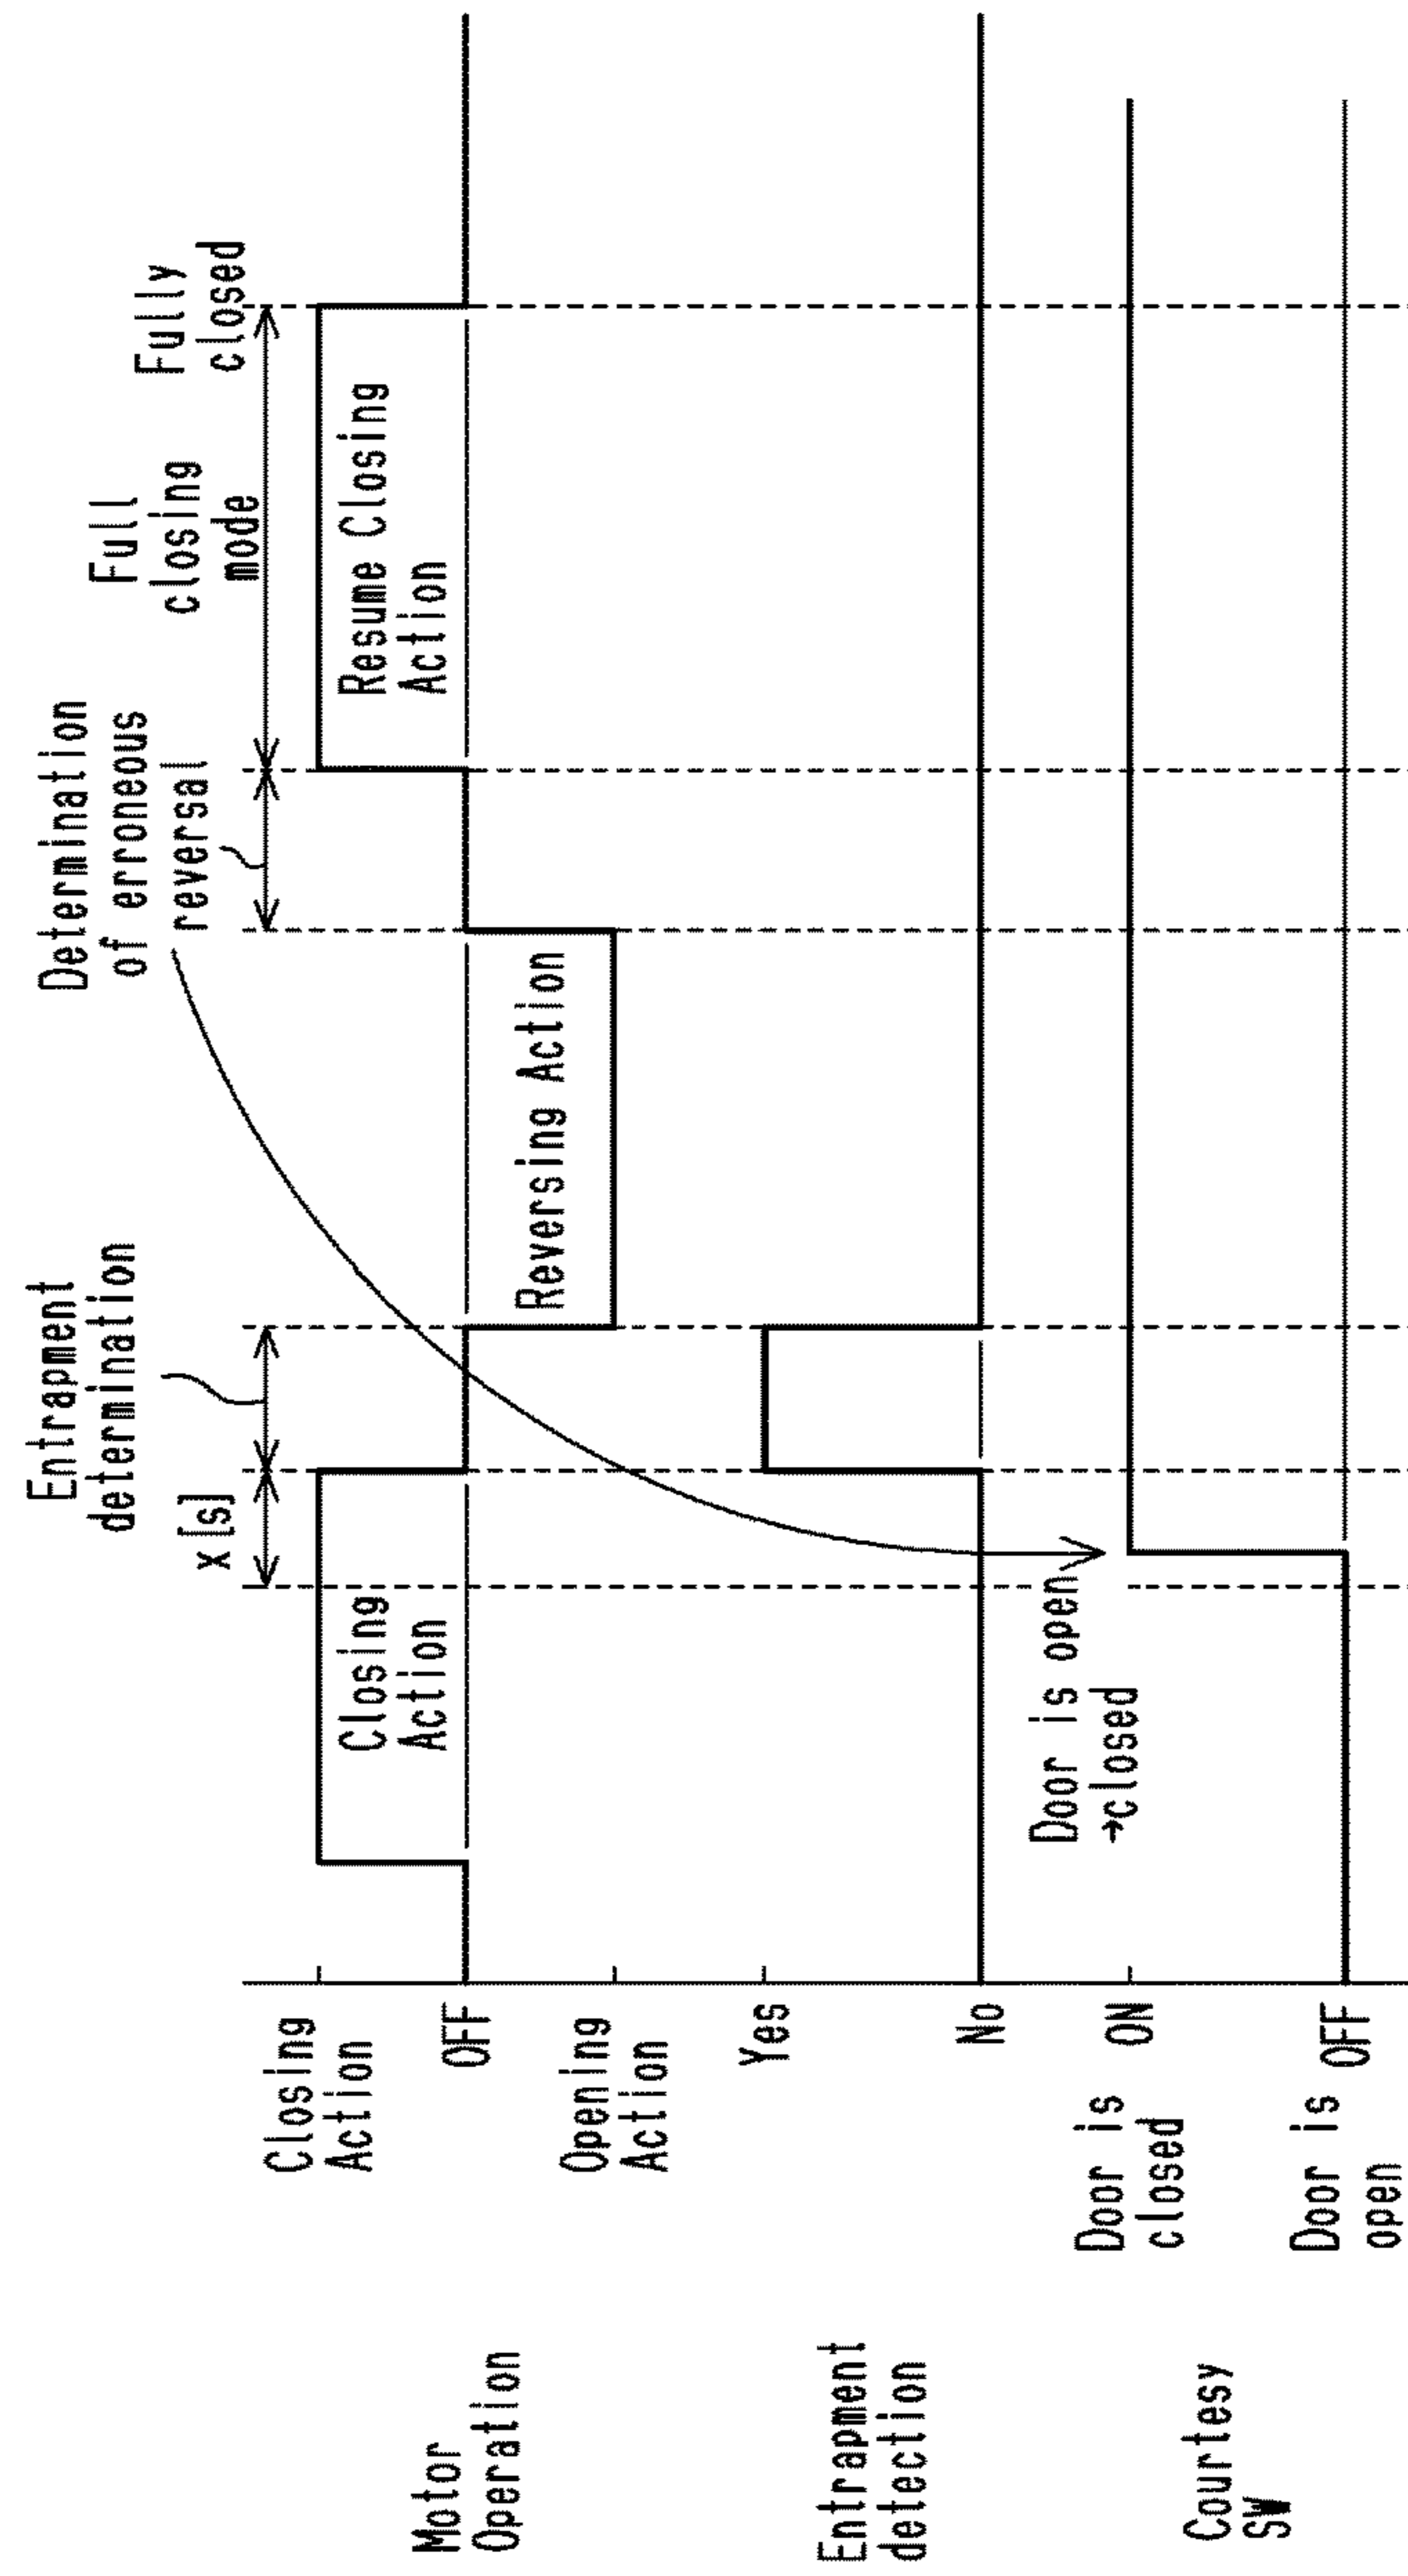 Entrapment
determination
Determination
of erroneous
reversal
Full
closing
mode
Fully
closed
x[s]
Motor
Operation
Closing
Action
OFF
Opening
Action
Closing
Action
Reversing Action
Resume Closing
Action
Entrapment
detection
Yes
No
Door is open
→closed
Courtesy
SW
Door is
closed
ON
Door is
open
OFF